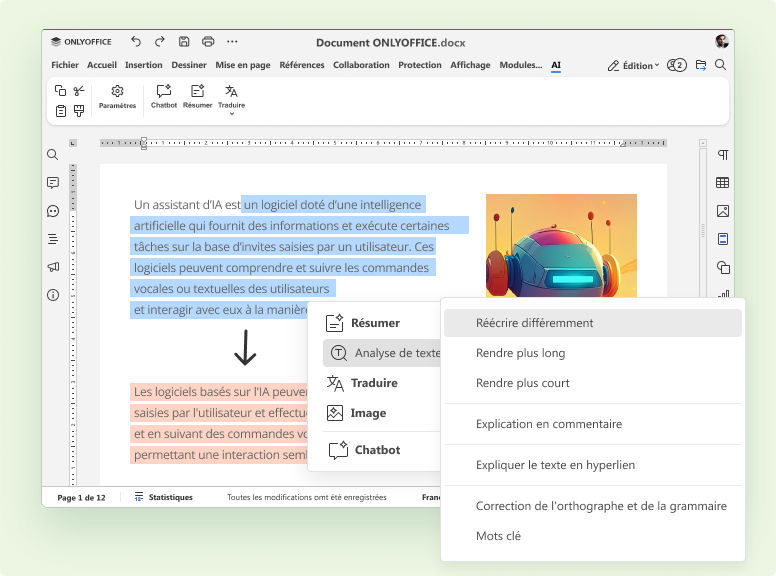 ONLYOFFICE
Document ONLYOFFICE.docx
Fichier Accueil Insertion Dessiner Mise en page Références Collaboration Protection Affichage Modules... AI
Édition 2
Paramètres Chatbot Résumer Traduire
Un assistant d'IA est un logiciel doté d'une intelligence
artificielle qui fournit des informations et exécute certaines
tâches sur la base d'invites saisies par un utilisateur. Ces
logiciels peuvent comprendre et suivre les commandes
vocales ou textuelles des utilisateurs
et interagir avec eux à la manière
Les logiciels basés sur l'IA
saisies par l'utilisateur et
et en suivant des commandes
permettant une interaction
Résumer
Analyse de texte
Traduire
Image
Chatbot
Réécrire différemment
Rendre plus long
Rendre plus court
Explication en commentaire
Expliquer le texte en hyperlien
Correction de l'orthographe et de la grammaire
Mots clé
Page 1 de 12 Statistiques Toutes les modifications omt été enregistrées